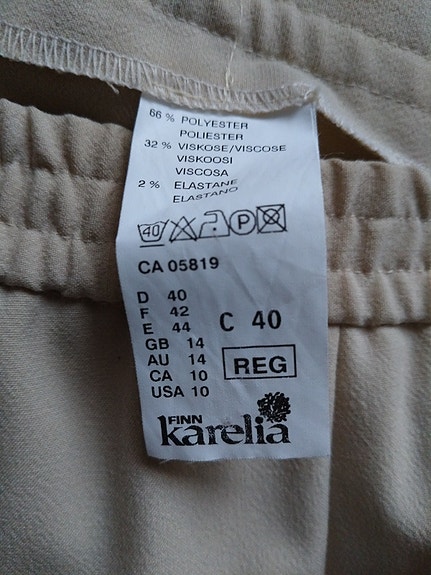 66 % POLYESTER
POLIESTER
32 % VISKOSE/VISCOSE
VISKOOSI
VISCOSA
2 % ELASTANE
ELASTANO
40 P
CA 05819
D 40
F 42
E 44
GB 14
AU 14
CA 10
USA 10
C 40
REG
FINN
karelia